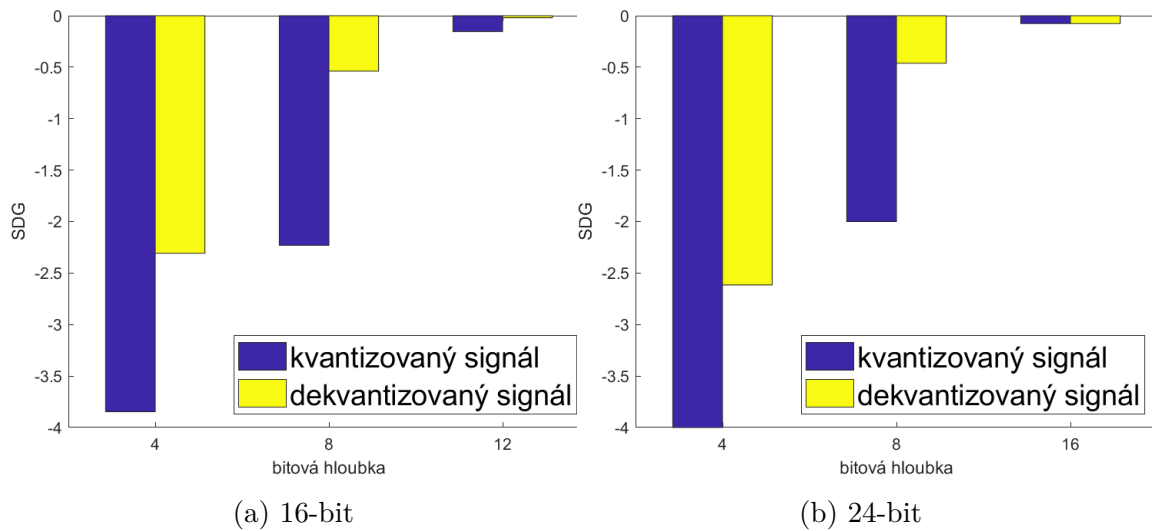 0
-0.5
-1
-1.5
-2
-2.5
-3
-3.5
-4
SDG
4
8
12
bitová hloubka
kvantizovaný signál
dekvantizovaný signál
(a) 16-bit
0
-0.5
-1
-1.5
-2
-2.5
-3
-3.5
-4
SDG
4
8
16
bitová hloubka
kvantizovaný signál
dekvantizovaný signál
(b) 24-bit